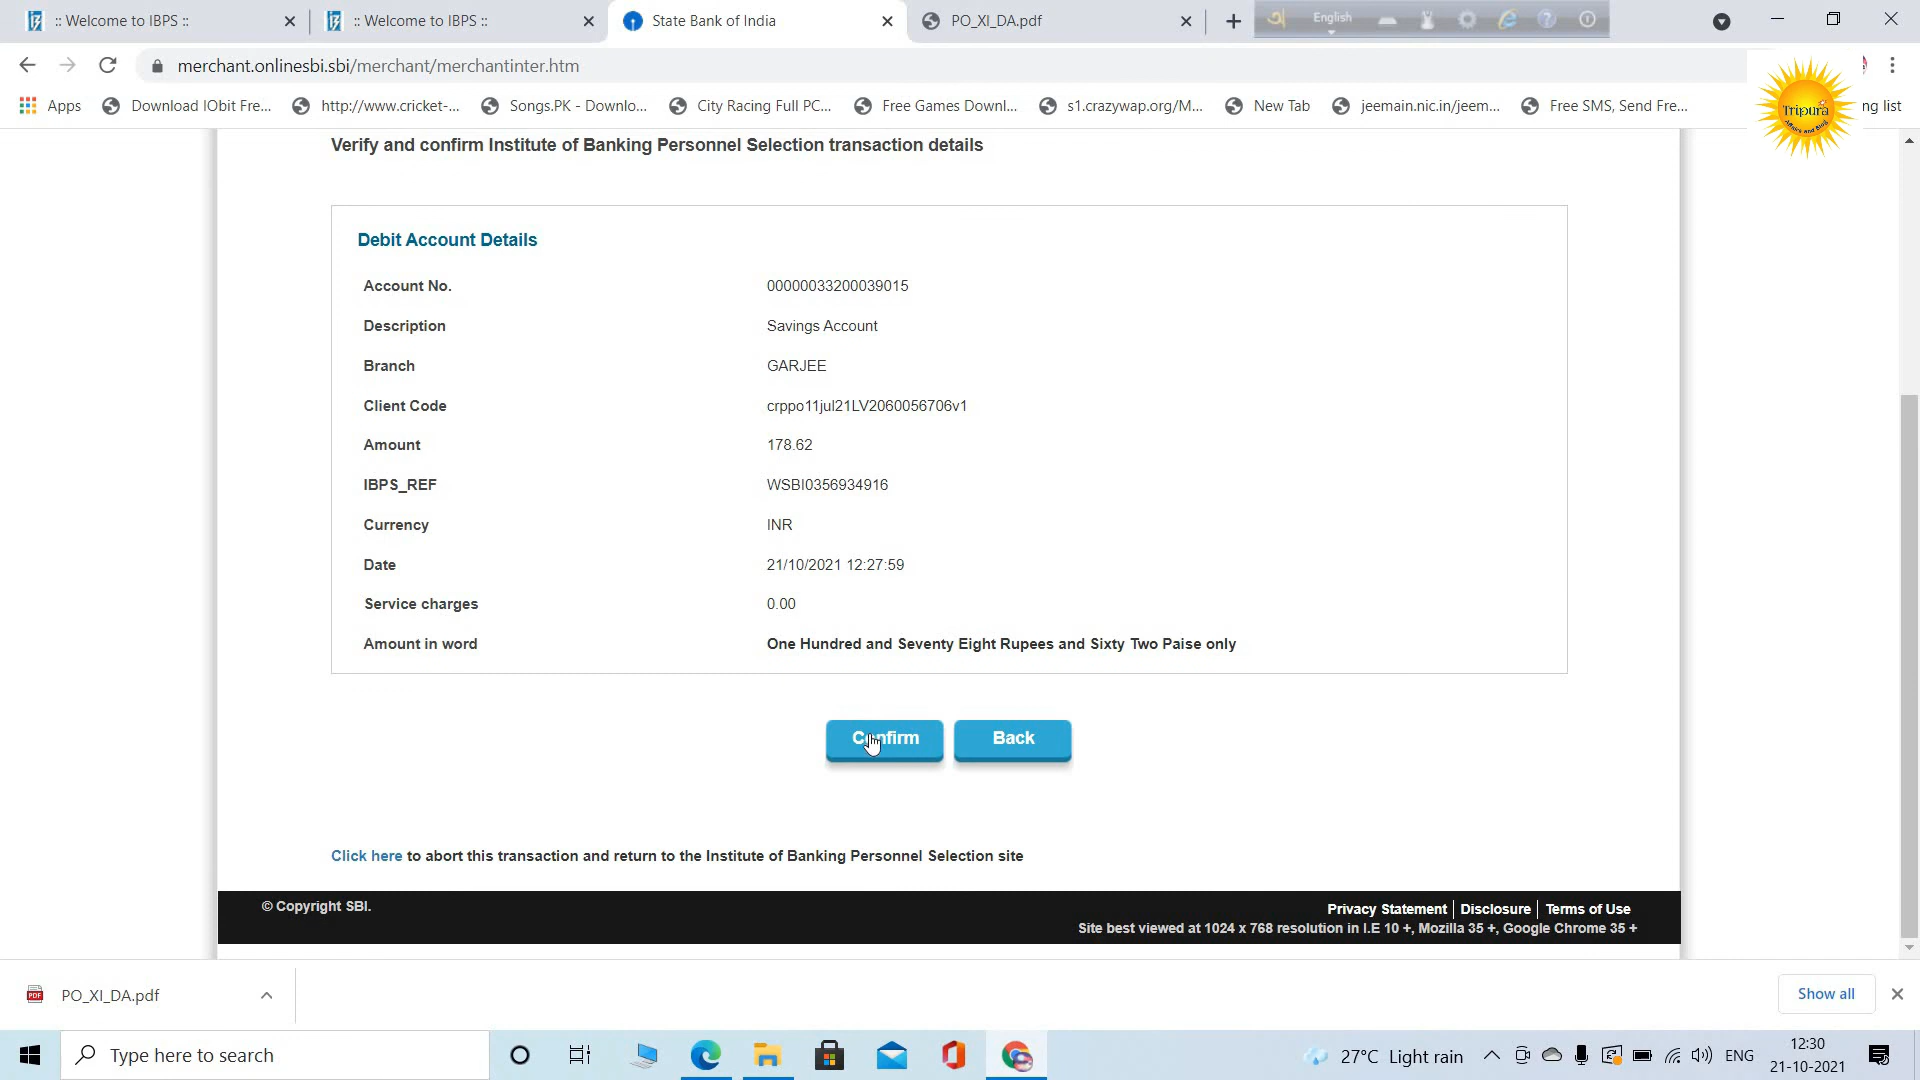 :: Welcome to IBPS ::
:: Welcome to IBPS ::
State Bank of India
PO_XI_DA.pdf
English
merchant.onlinesbi.sbi/merchant/merchantinter.htm
Apps
Download IObit Fre...
http://www.cricket-...
Songs.PK - Downlo...
City Racing Full PC...
Free Games Downl...
s1.crazywap.org/M...
New Tab
jeemain.nic.in/jeem...
Free SMS, Send Fre...
ng list
Tripura
Verify and confirm Institute of Banking Personnel Selection transaction details
Debit Account Details
Account No. 00000033200039015
Description Savings Account
Branch GARJEE
Client Code crppo11jul21LV2060056706v1
Amount 178.62
IBPS_REF WSBI0356934916
Currency INR
Date 21/10/2021 12:27:59
Service charges 0.00
Amount in word One Hundred and Seventy Eight Rupees and Sixty Two Paise only
Confirm
Back
Click here to abort this transaction and return to the Institute of Banking Personnel Selection site
© Copyright SBI.
Privacy Statement
Disclosure
Terms of Use
Site best viewed at 1024 x 768 resolution in I.E 10 +, Mozilla 35 +, Google Chrome 35 +
PDF
PO_XI_DA.pdf
Show all
Type here to search
27°C Light rain
ENG
12:30
21-10-2021